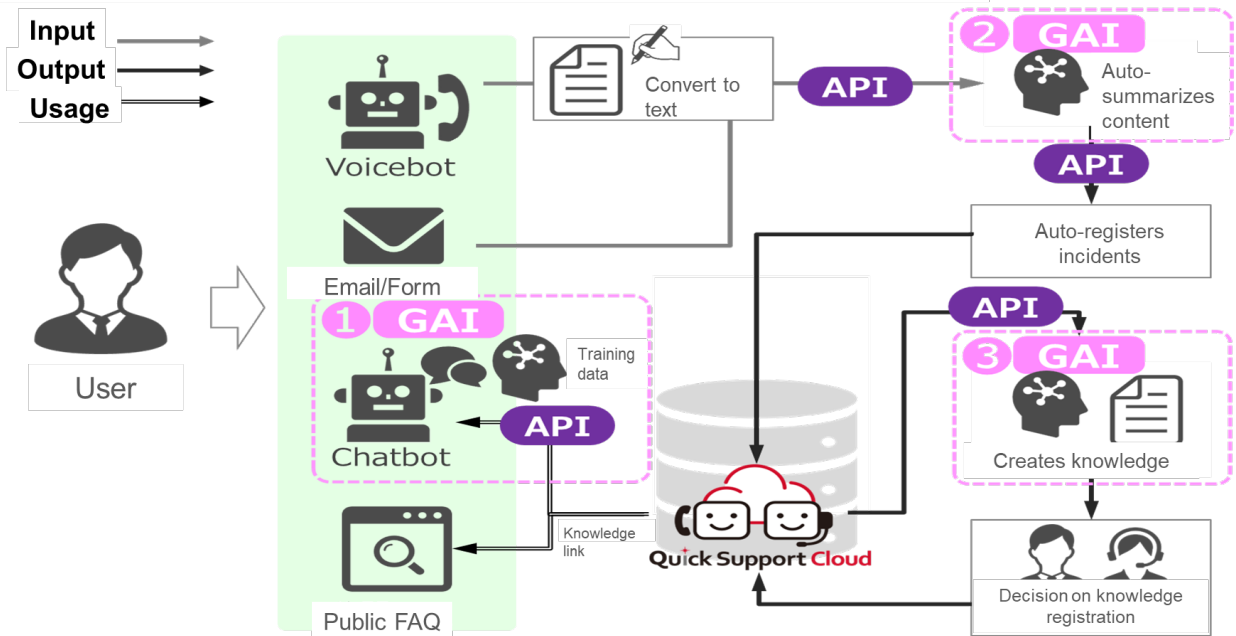 Input
Output
Usage
User
Voicebot
Email/Form
1 GAI
Training
data
API
Chatbot
Knowledge
link
Public FAQ
Convert to
text
API
2 GAI
Auto-
summarizes
content
API
Auto-registers
incidents
API
3 GAI
Creates knowledge
Decision on knowledge
registration
Quick Support Cloud